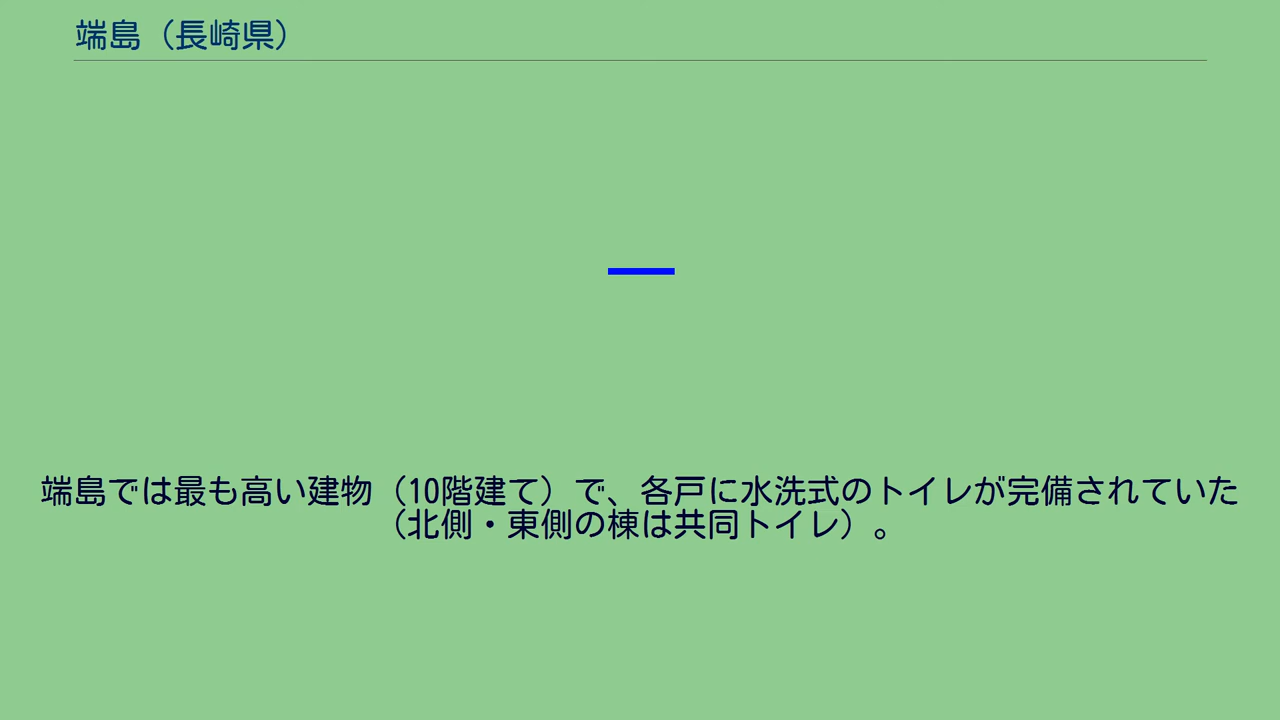 端島（長崎県）
端島では最も高い建物（10階建て）で、各戸に水洗式のトイレが完備されていた
（北側・東側の棟は共同トイレ）。